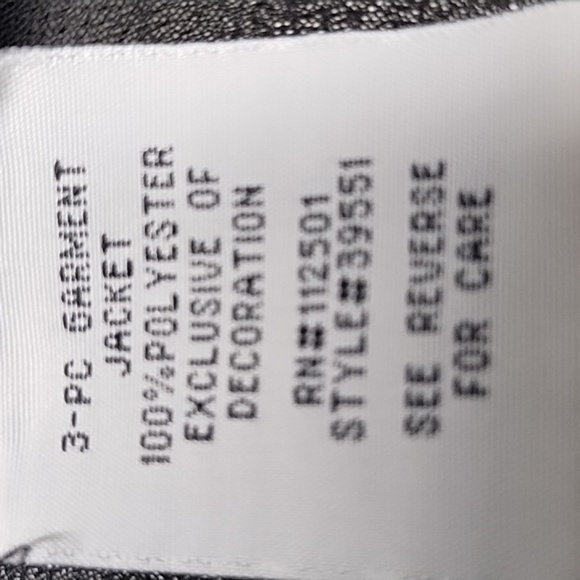 3-PC GARMENT
JACKET
100%POLYESTER
EXCLUSIVE OF
DECORATION
RN#112501
STYLE#39551
SEE REVERSE
FOR CARE